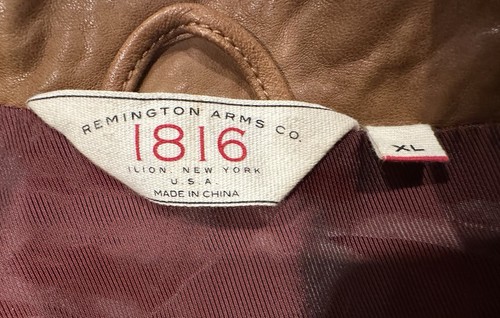 REMINGTON ARMS CO.
1816
ILION, NEW YORK
U.S.A.
MADE IN CHINA
XL